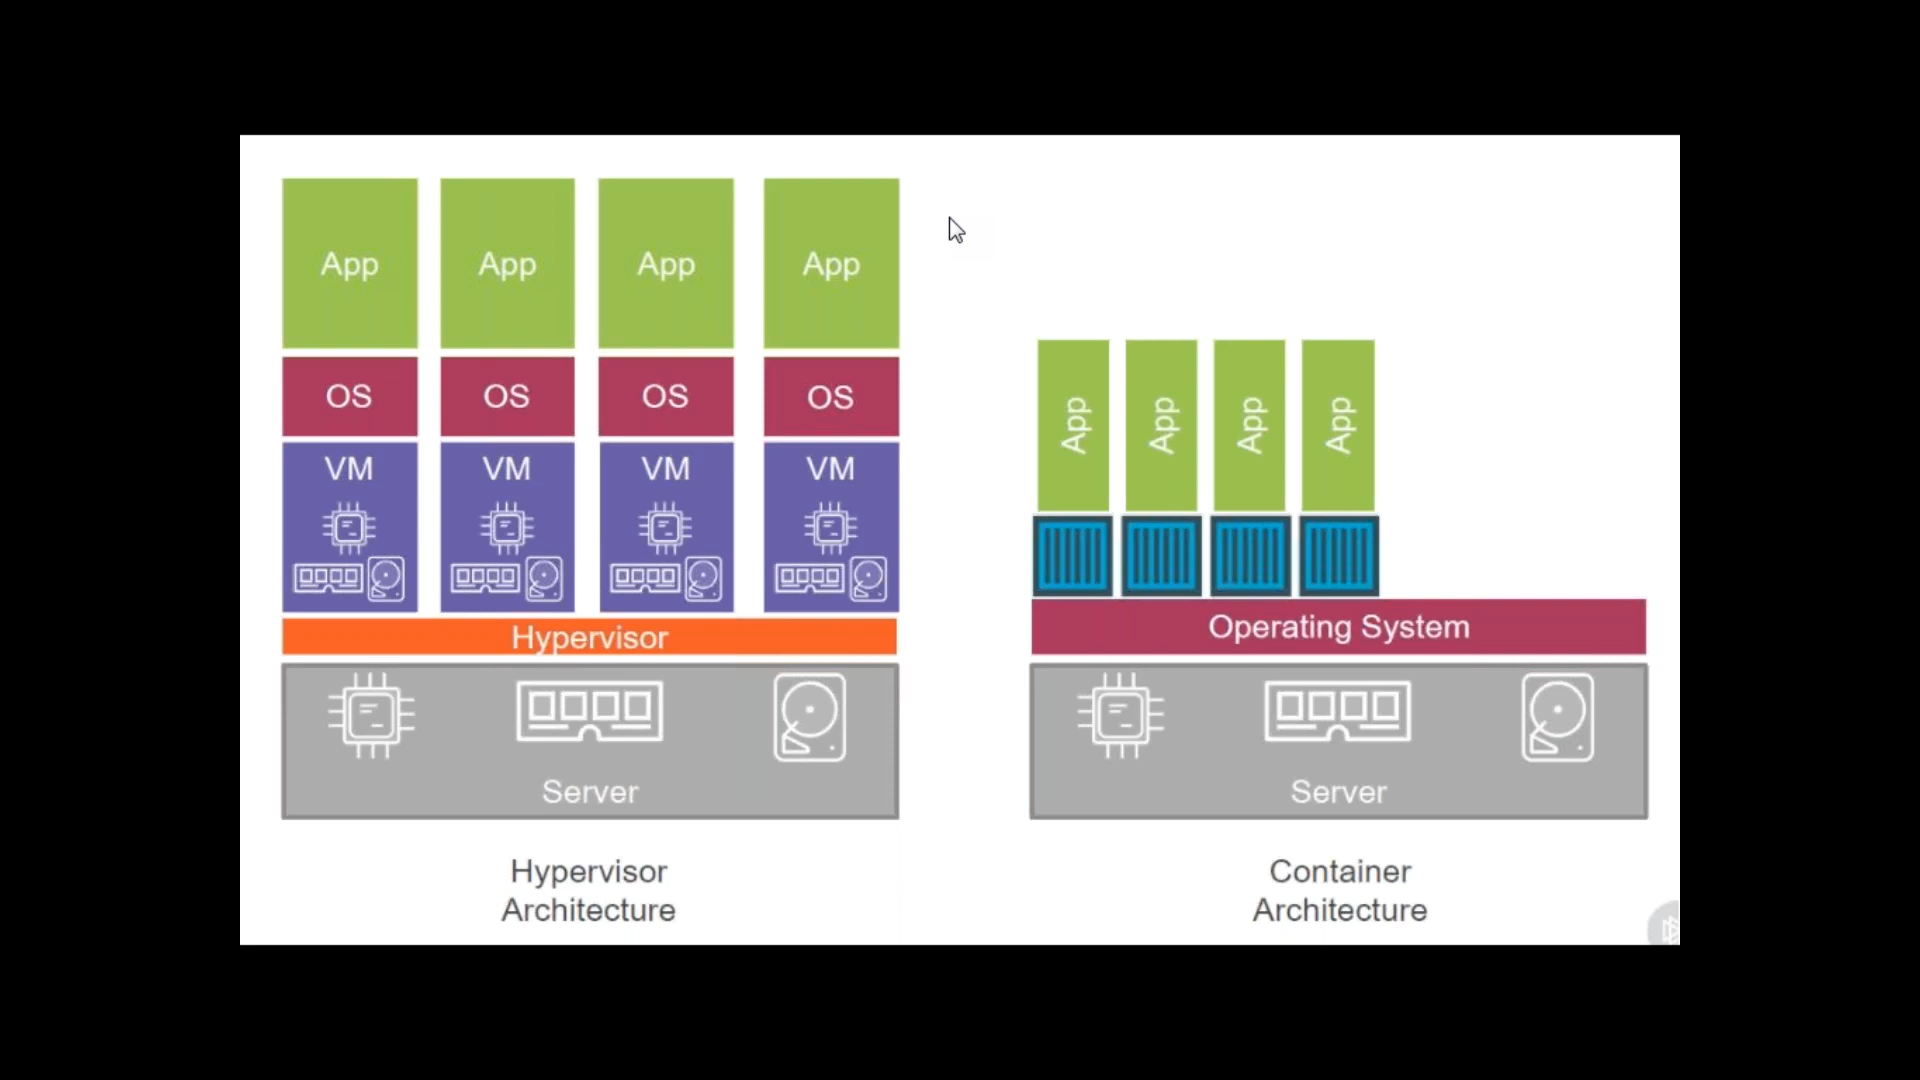 App App App App
OS OS OS OS
VM VM VM VM
Hypervisor
Server
Hypervisor
Architecture
App App App App
Operating System
Server
Container
Architecture